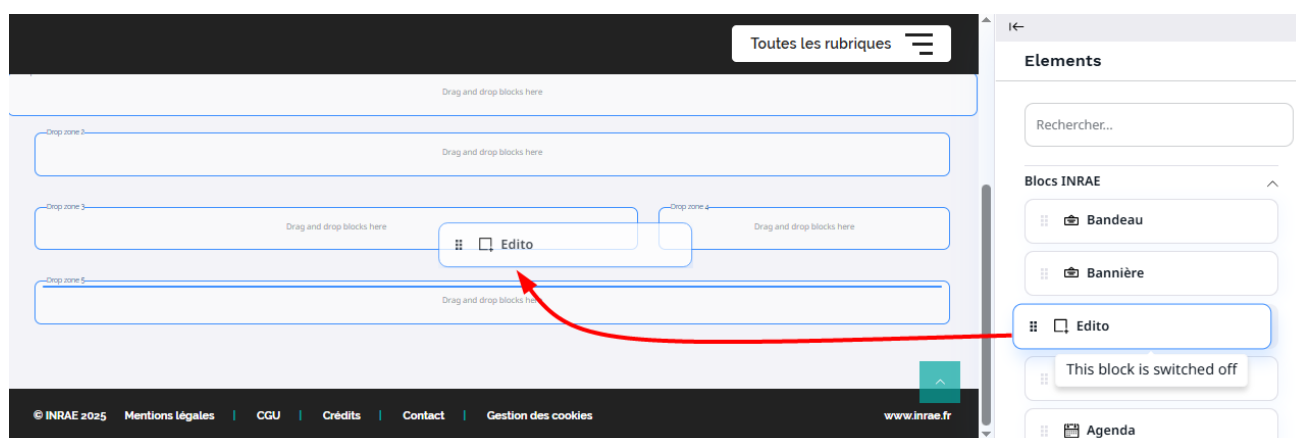 Toutes les rubriques
Drag and drop blocks here
Drop zone 2
Drag and drop blocks here
Drop zone 3
Drag and drop blocks here
Drop zone 4
Drag and drop blocks here
Edito
Drop zone 5
Drag and drop blocks here
© INRAE 2025 Mentions légales | CGU | Crédits | Contact | Gestion des cookies www.inrae.fr
Elements
Rechercher...
Blocs INRAE
Bandeau
Bannière
Edito
This block is switched off
Agenda